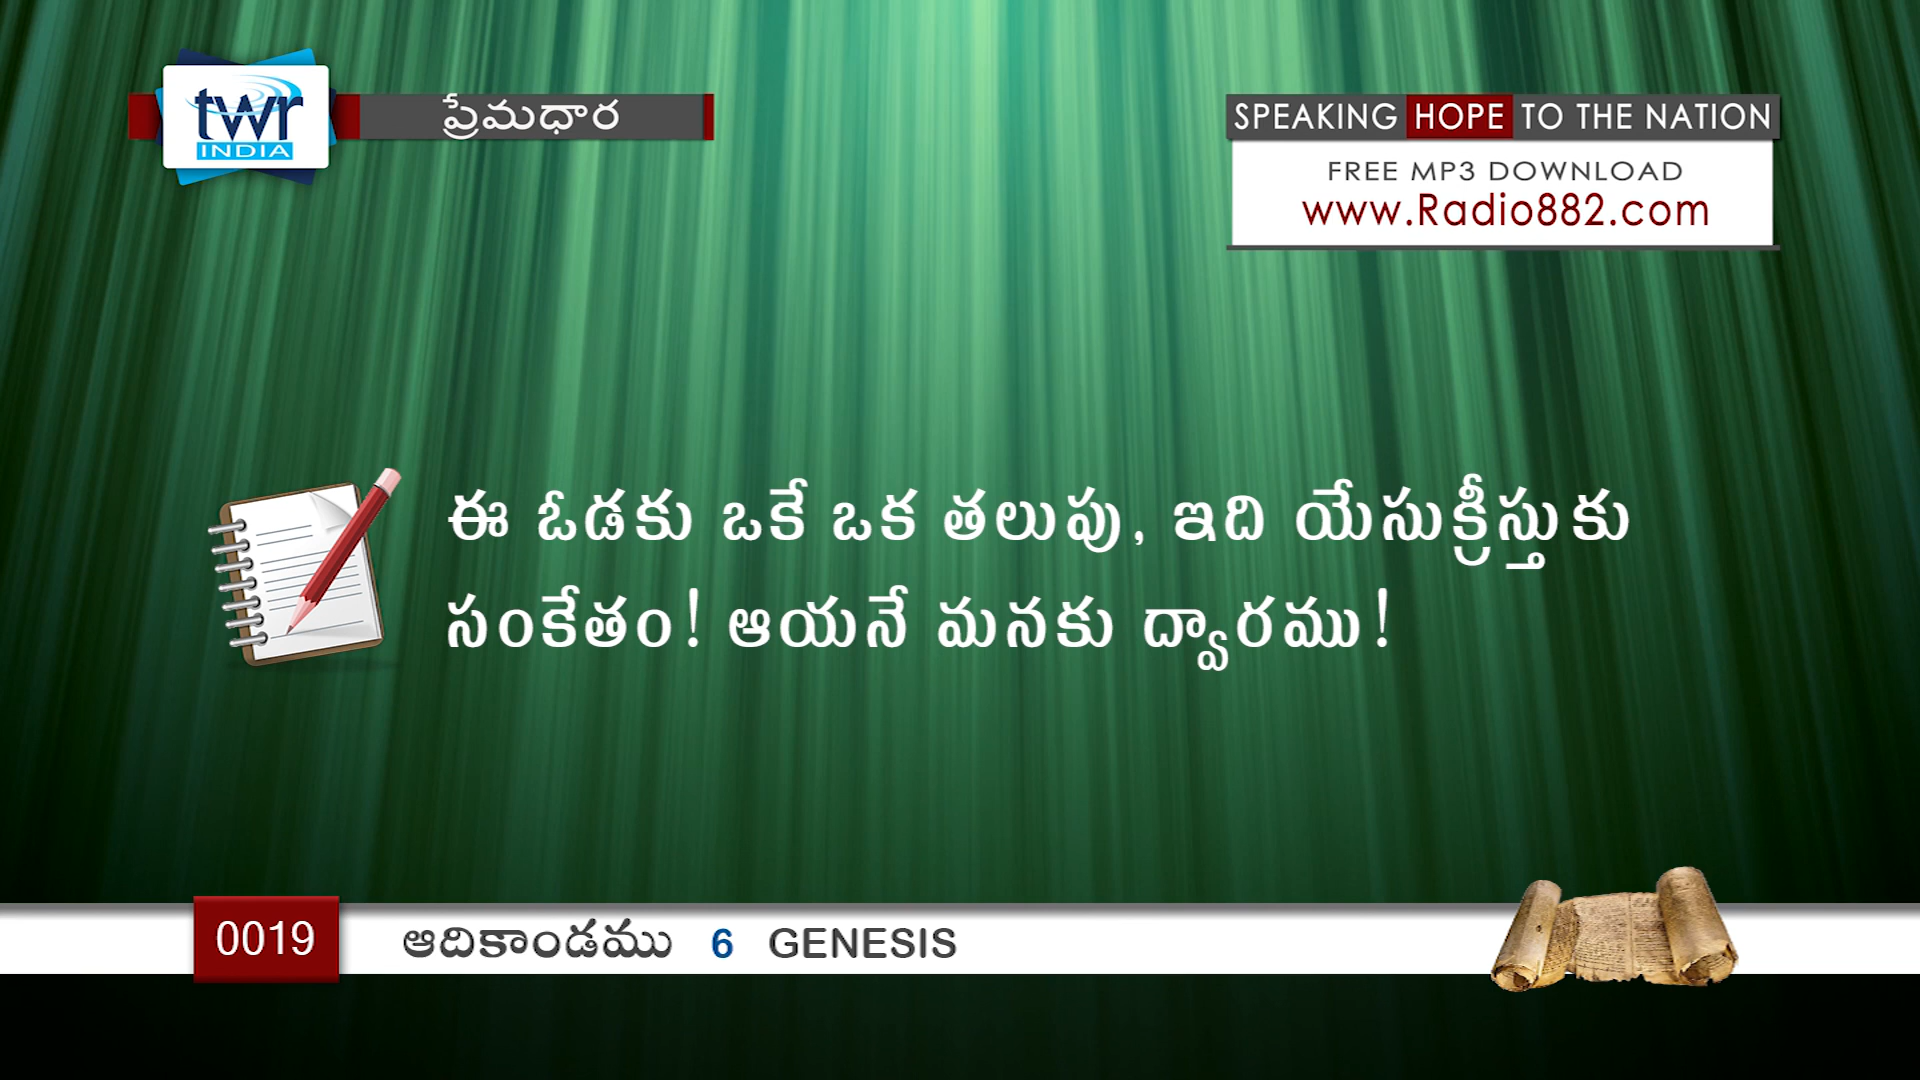 twr
INDIA
ప్రేమధార
SPEAKING HOPE TO THE NATION
FREE MP3 DOWNLOAD
www.Radio882.com
ఈ ఓడకు ఒకే ఒక తలుపు, ఇది యేసుక్రీస్తుకు
సంకేతం! ఆయనే మనకు ద్వారము!
0019 ఆదికాండము 6 GENESIS